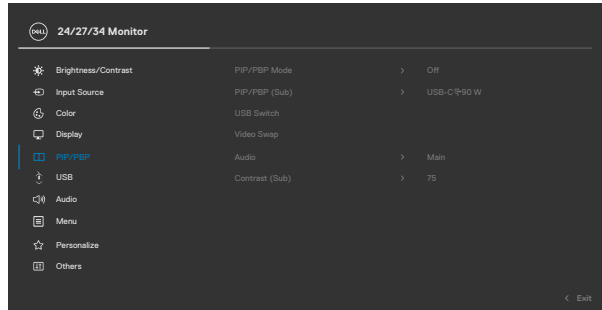 DELL 24/27/34 Monitor
Brightness/Contrast PIP/PBP Mode > Off
Input Source PIP/PBP (Sub) > USB-C 90 W
Color USB Switch
Display Video Swap
PIP/PBP Audio > Main
USB Contrast (Sub) > 75
Audio
Menu
Personalize
Others
< Exit